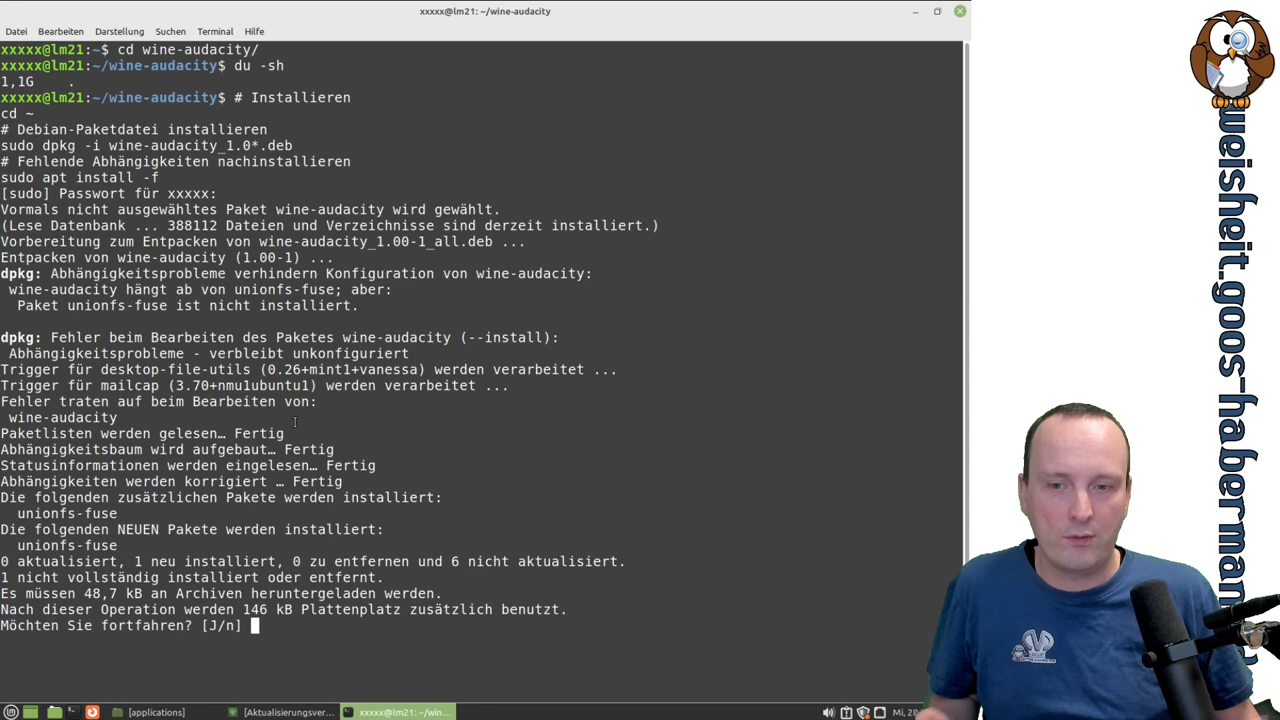 xxxxx@lm21: ~/wine-audacity
Datei Bearbeiten Darstellung Suchen Terminal Hilfe
xxxxx@lm21:~$ cd wine-audacity/
xxxxx@lm21:~/wine-audacity$ du -sh
1,1G .
xxxxx@lm21:~/wine-audacity$ # Installieren
cd ~
# Debian-Paketdatei installieren
sudo dpkg -i wine-audacity_1.0*.deb
# Fehlende Abhängigkeiten nachinstallieren
sudo apt install -f
[sudo] Passwort für xxxxx:
Vormals nicht ausgewähltes Paket wine-audacity wird gewählt.
(Lese Datenbank ... 388112 Dateien und Verzeichnisse sind derzeit installiert.)
Vorbereitung zum Entpacken von wine-audacity_1.00-1_all.deb ...
Entpacken von wine-audacity (1.00-1) ...
dpkg: Abhängigkeitsprobleme verhindern Konfiguration von wine-audacity:
wine-audacity hängt ab von unionfs-fuse; aber:
Paket unionfs-fuse ist nicht installiert.
dpkg: Fehler beim Bearbeiten des Paketes wine-audacity (--install):
Abhängigkeitsprobleme - verbleibt unkonfiguriert
Trigger für desktop-file-utils (0.26+mint1+vanessa) werden verarbeitet ...
Trigger für mailcap (3.70+nmu1ubuntu1) werden verarbeitet ...
Fehler traten auf beim Bearbeiten von:
wine-audacity
Paketlisten werden gelesen… Fertig
Abhängigkeitsbaum wird aufgebaut… Fertig
Statusinformationen werden eingelesen… Fertig
Abhängigkeiten werden korrigiert … Fertig
Die folgenden zusätzlichen Pakete werden installiert:
unionfs-fuse
Die folgenden NEUEN Pakete werden installiert:
unionfs-fuse
0 aktualisiert, 1 neu installiert, 0 zu entfernen und 6 nicht aktualisiert.
1 nicht vollständig installiert oder entfernt.
Es müssen 48,7 kB an Archiven heruntergeladen werden.
Nach dieser Operation werden 146 kB Plattenplatz zusätzlich benutzt.
Möchten Sie fortfahren? [J/n]
[applications]
[Aktualisierungsver...
xxxxx@lm21: ~/win...
Mi, 28
weisheit.goos-haberman